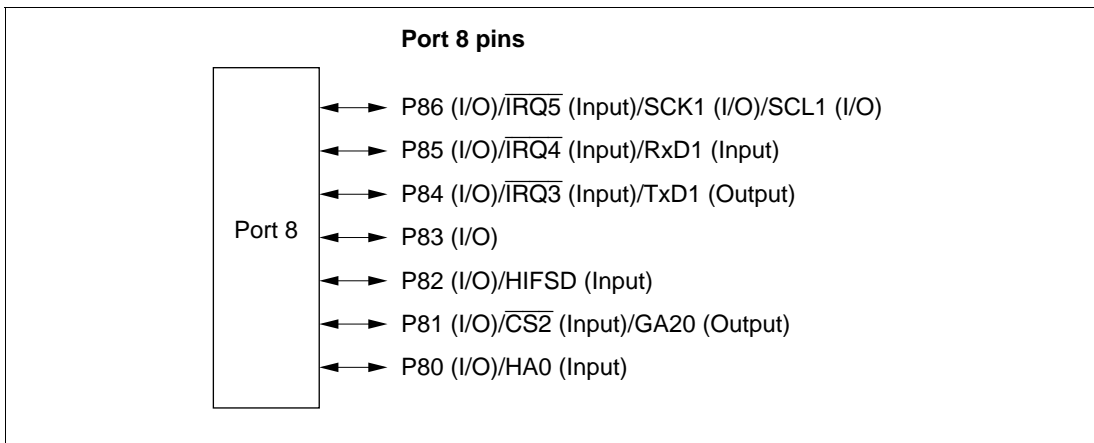 Port 8 pins
P86 (I/O)/IRQ5 (Input)/SCK1 (I/O)/SCL1 (I/O)
P85 (I/O)/IRQ4 (Input)/RxD1 (Input)
P84 (I/O)/IRQ3 (Input)/TxD1 (Output)
Port 8
P83 (I/O)
P82 (I/O)/HIFSD (Input)
P81 (I/O)/CS2 (Input)/GA20 (Output)
P80 (I/O)/HA0 (Input)